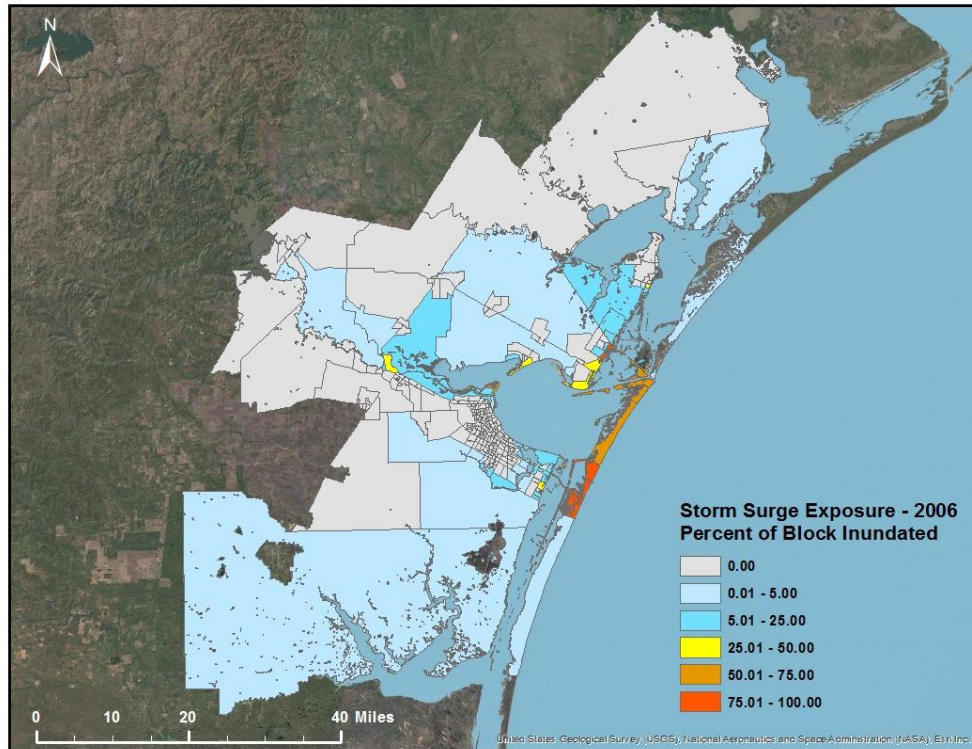 N
Storm Surge Exposure - 2006
Percent of Block Inundated
0.00
0.01 - 5.00
5.01 - 25.00
25.01 - 50.00
50.01 - 75.00
75.01 - 100.00
0 10 20 40 Miles
United States Geological Survey (USGS), National Aeronautics and Space Administration (NASA), Esri Inc.